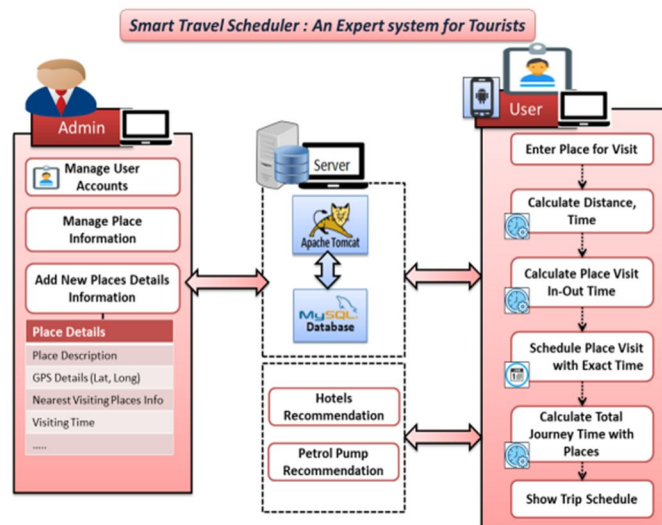 Smart Travel Scheduler : An Expert system for Tourists
Admin
Manage User
Accounts
Manage Place
Information
Add New Places Details
Information
Place Details
Place Description
GPS Details (Lat, Long)
Nearest Visiting Places Info
Visiting Time
.....
Server
Apache Tomcat
MySQL
Database
Hotels
Recommendation
Petrol Pump
Recommendation
User
Enter Place for Visit
Calculate Distance,
Time
Calculate Place Visit
In-Out Time
Schedule Place Visit
with Exact Time
Calculate Total
Journey Time with
Places
Show Trip Schedule